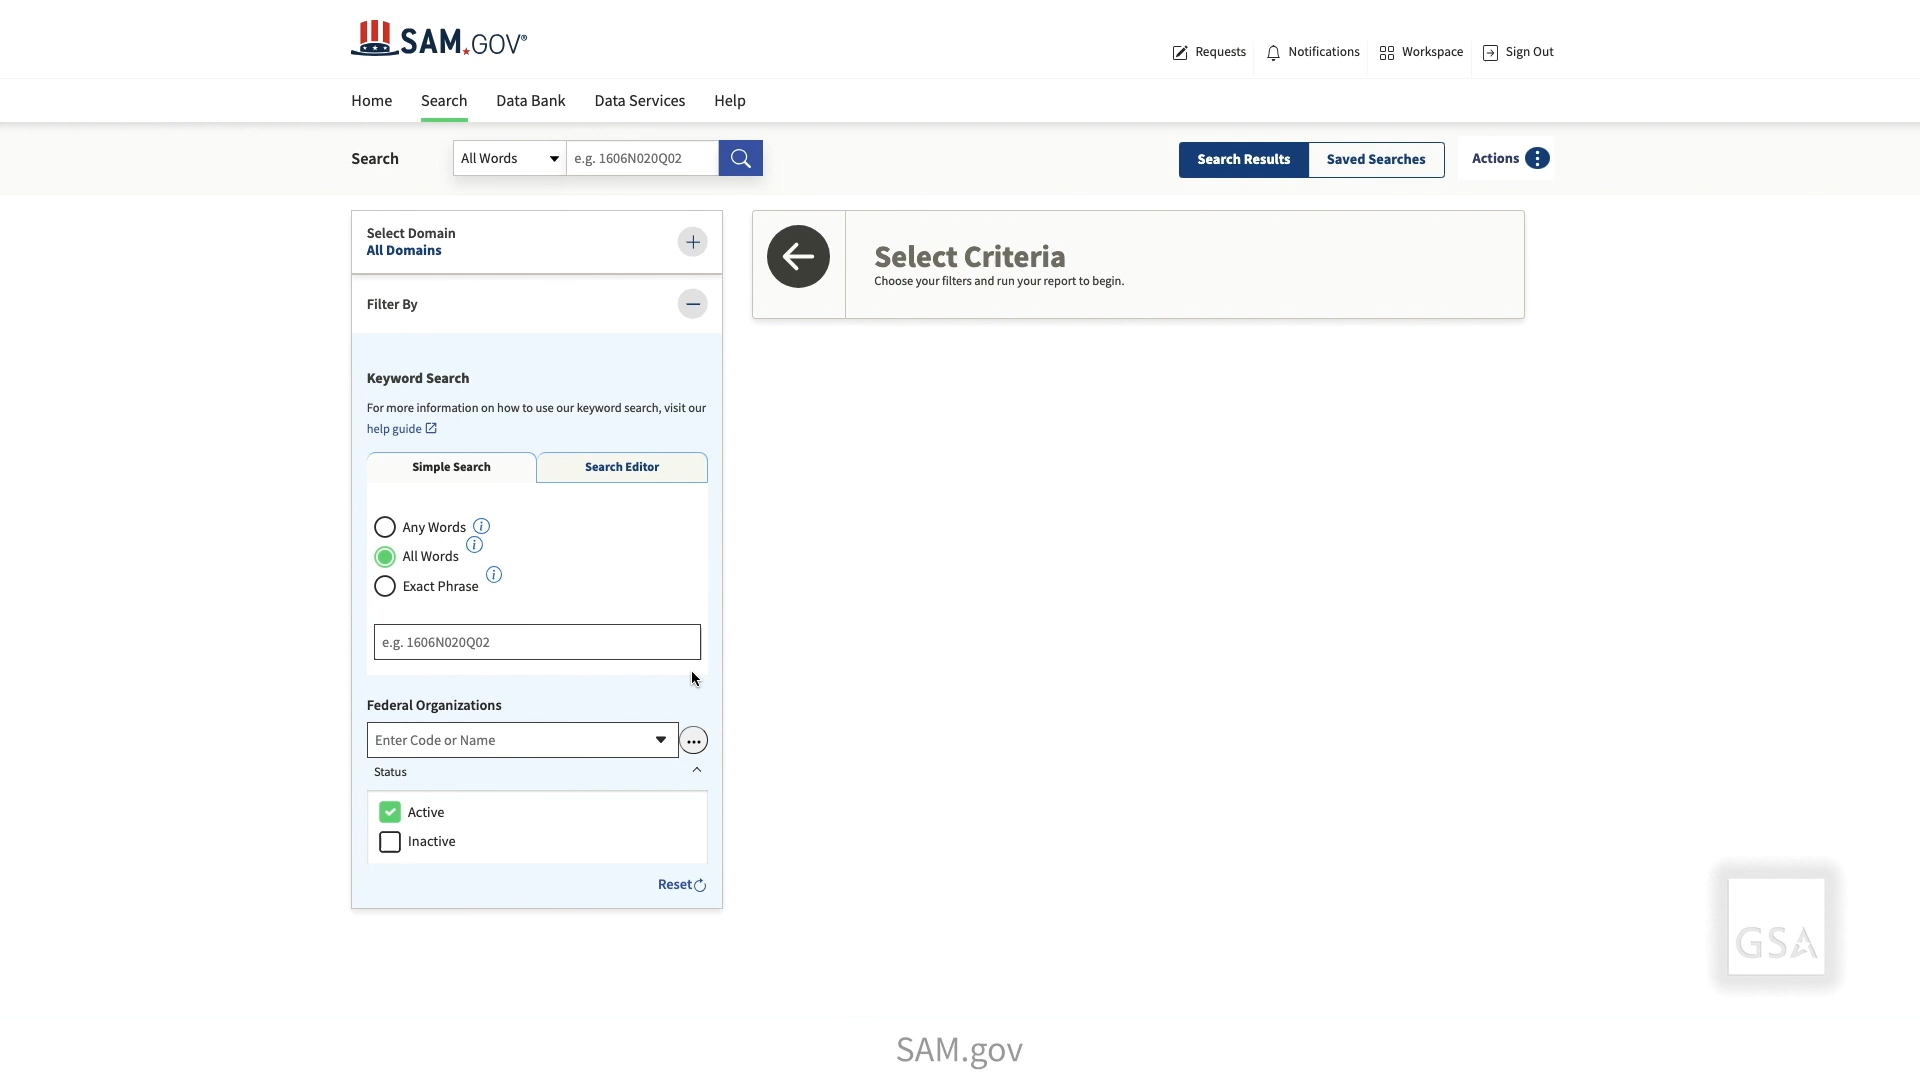 SAM.GOV®
Requests
Notifications
Workspace
Sign Out
Home
Search
Data Bank
Data Services
Help
Search
All Words
e.g. 1606N020Q02
Search Results
Saved Searches
Actions
Select Domain
All Domains
Filter By
Select Criteria
Choose your filters and run your report to begin.
Keyword Search
For more information on how to use our keyword search, visit our
help guide
Simple Search
Search Editor
Any Words
All Words
Exact Phrase
e.g. 1606N020Q02
Federal Organizations
Enter Code or Name
Status
Active
Inactive
Reset
GSA
SAM.gov